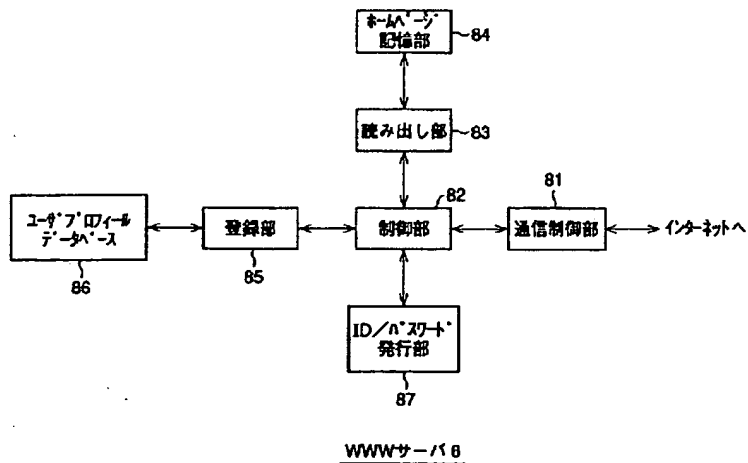 ホームページ
記憶部
84
読み出し部
83
82
81
ユーザプロフィール
データベース
登録部
制御部
通信制御部
インターネットへ
86
85
ID/パスワード
発行部
87
WWWサーバ6